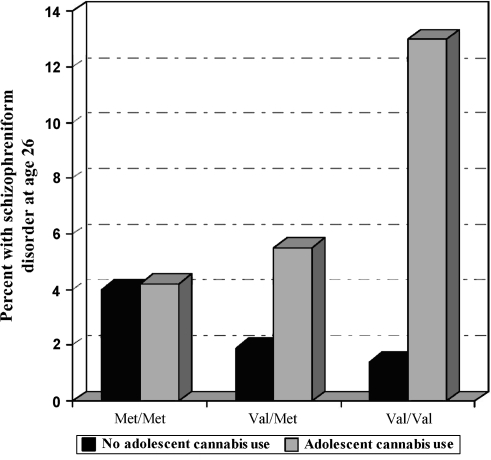 Percent with schizophreniform
disorder at age 26
14
12
10
8
6
4
2
0
Met/Met
Val/Met
Val/Val
No adolescent cannabis use
Adolescent cannabis use